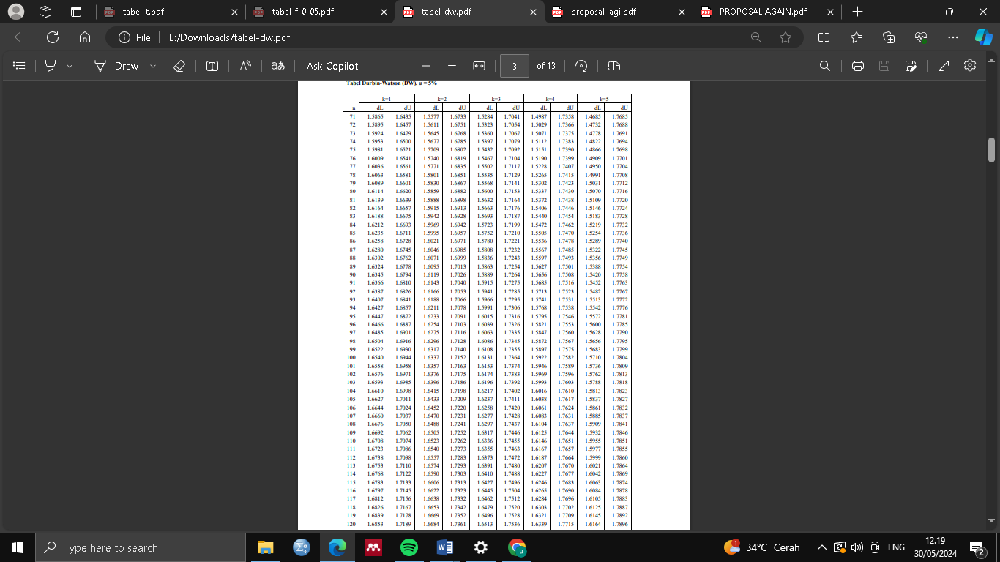 tabel-t.pdf
tabel-f-0-05.pdf
tabel-dw.pdf
proposal lagi.pdf
PROPOSAL AGAIN.pdf
File E:/Downloads/tabel-dw.pdf
Draw
aあ
Ask Copilot
3 of 13
Tabel Durbin-Watson (DW), α = 5%
k=1 k=2 k=3 k=4 k=5
n dL dU dL dU dL dU dL dU dL dU
71 1.5865 1.6435 1.5577 1.6733 1.5284 1.7041 1.4987 1.7358 1.4685 1.7685
72 1.5895 1.6457 1.5611 1.6751 1.5323 1.7054 1.5029 1.7366 1.4732 1.7688
73 1.5924 1.6479 1.5645 1.6768 1.5360 1.7067 1.5071 1.7375 1.4778 1.7691
74 1.5953 1.6500 1.5677 1.6785 1.5397 1.7079 1.5112 1.7383 1.4822 1.7694
75 1.5981 1.6521 1.5709 1.6802 1.5432 1.7092 1.5151 1.7390 1.4866 1.7698
76 1.6009 1.6541 1.5740 1.6819 1.5467 1.7104 1.5190 1.7399 1.4909 1.7701
77 1.6036 1.6561 1.5771 1.6835 1.5502 1.7117 1.5228 1.7407 1.4950 1.7704
78 1.6063 1.6581 1.5801 1.6851 1.5535 1.7129 1.5265 1.7415 1.4991 1.7708
79 1.6089 1.6601 1.5830 1.6867 1.5568 1.7141 1.5302 1.7423 1.5031 1.7712
80 1.6114 1.6620 1.5859 1.6882 1.5600 1.7153 1.5337 1.7430 1.5070 1.7716
81 1.6139 1.6639 1.5888 1.6898 1.5632 1.7164 1.5372 1.7438 1.5109 1.7720
82 1.6164 1.6657 1.5915 1.6913 1.5663 1.7176 1.5406 1.7446 1.5146 1.7724
83 1.6188 1.6675 1.5942 1.6928 1.5693 1.7187 1.5440 1.7454 1.5183 1.7728
84 1.6212 1.6693 1.5969 1.6942 1.5723 1.7199 1.5472 1.7462 1.5219 1.7732
85 1.6235 1.6711 1.5995 1.6957 1.5752 1.7210 1.5505 1.7470 1.5254 1.7736
86 1.6258 1.6728 1.6021 1.6971 1.5780 1.7221 1.5536 1.7478 1.5289 1.7740
87 1.6280 1.6745 1.6046 1.6985 1.5808 1.7232 1.5567 1.7485 1.5322 1.7745
88 1.6302 1.6762 1.6071 1.6999 1.5836 1.7243 1.5597 1.7493 1.5356 1.7749
89 1.6324 1.6778 1.6095 1.7013 1.5863 1.7254 1.5627 1.7501 1.5388 1.7754
90 1.6345 1.6794 1.6119 1.7026 1.5889 1.7264 1.5656 1.7508 1.5420 1.7758
91 1.6366 1.6810 1.6143 1.7040 1.5915 1.7275 1.5685 1.7516 1.5452 1.7763
92 1.6387 1.6826 1.6166 1.7053 1.5941 1.7285 1.5713 1.7523 1.5482 1.7767
93 1.6407 1.6841 1.6188 1.7066 1.5966 1.7295 1.5741 1.7531 1.5513 1.7772
94 1.6427 1.6857 1.6211 1.7078 1.5991 1.7306 1.5768 1.7538 1.5542 1.7776
95 1.6447 1.6872 1.6233 1.7091 1.6015 1.7316 1.5795 1.7546 1.5572 1.7781
96 1.6466 1.6887 1.6254 1.7103 1.6039 1.7326 1.5821 1.7553 1.5600 1.7785
97 1.6485 1.6901 1.6275 1.7116 1.6063 1.7335 1.5847 1.7560 1.5628 1.7790
98 1.6504 1.6916 1.6296 1.7128 1.6086 1.7345 1.5872 1.7567 1.5656 1.7795
99 1.6522 1.6930 1.6317 1.7140 1.6108 1.7355 1.5897 1.7575 1.5683 1.7799
100 1.6540 1.6944 1.6337 1.7152 1.6131 1.7364 1.5922 1.7582 1.5710 1.7804
101 1.6558 1.6958 1.6357 1.7163 1.6153 1.7374 1.5946 1.7589 1.5736 1.7809
102 1.6576 1.6971 1.6376 1.7175 1.6174 1.7383 1.5969 1.7596 1.5762 1.7813
103 1.6593 1.6985 1.6396 1.7186 1.6196 1.7392 1.5993 1.7603 1.5788 1.7818
104 1.6610 1.6998 1.6415 1.7198 1.6217 1.7402 1.6016 1.7610 1.5813 1.7823
105 1.6627 1.7011 1.6433 1.7209 1.6237 1.7411 1.6038 1.7617 1.5837 1.7827
106 1.6644 1.7024 1.6452 1.7220 1.6258 1.7420 1.6061 1.7624 1.5861 1.7832
107 1.6660 1.7037 1.6470 1.7231 1.6277 1.7428 1.6083 1.7631 1.5885 1.7837
108 1.6676 1.7050 1.6488 1.7241 1.6297 1.7437 1.6104 1.7637 1.5909 1.7841
109 1.6692 1.7062 1.6505 1.7252 1.6317 1.7446 1.6125 1.7644 1.5932 1.7846
110 1.6708 1.7074 1.6523 1.7262 1.6336 1.7455 1.6146 1.7651 1.5955 1.7851
111 1.6723 1.7086 1.6540 1.7273 1.6355 1.7463 1.6167 1.7657 1.5977 1.7855
112 1.6738 1.7098 1.6557 1.7283 1.6373 1.7472 1.6187 1.7664 1.5999 1.7860
113 1.6753 1.7110 1.6574 1.7293 1.6391 1.7480 1.6207 1.7670 1.6021 1.7864
114 1.6768 1.7122 1.6590 1.7303 1.6410 1.7488 1.6227 1.7677 1.6042 1.7869
115 1.6783 1.7133 1.6606 1.7313 1.6427 1.7496 1.6246 1.7683 1.6063 1.7874
116 1.6797 1.7145 1.6622 1.7323 1.6445 1.7504 1.6265 1.7690 1.6084 1.7878
117 1.6812 1.7156 1.6638 1.7332 1.6462 1.7512 1.6284 1.7696 1.6105 1.7883
118 1.6826 1.7167 1.6653 1.7342 1.6479 1.7520 1.6303 1.7702 1.6125 1.7887
119 1.6839 1.7178 1.6669 1.7352 1.6496 1.7528 1.6321 1.7709 1.6145 1.7892
120 1.6853 1.7189 1.6684 1.7361 1.6513 1.7536 1.6339 1.7715 1.6164 1.7896
Type here to search
1 34°C Cerah
ENG
12.19
30/05/2024
2